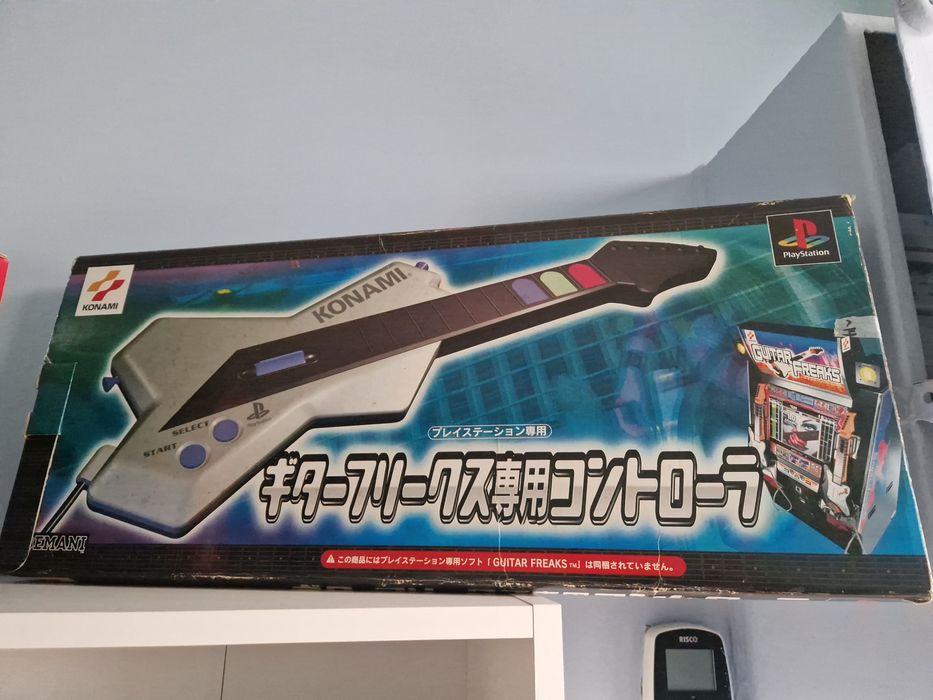 PlayStation
KONAMI
KONAMI
GUITAR FREAKS
SELECT
START
PlayStation
プレイステーション専用
ギターフリークス専用コントローラ
BEMANI
⚠この商品にはプレイステーション専用ソフト「GUITAR FREAKS™」は同梱されていません。
RISCO